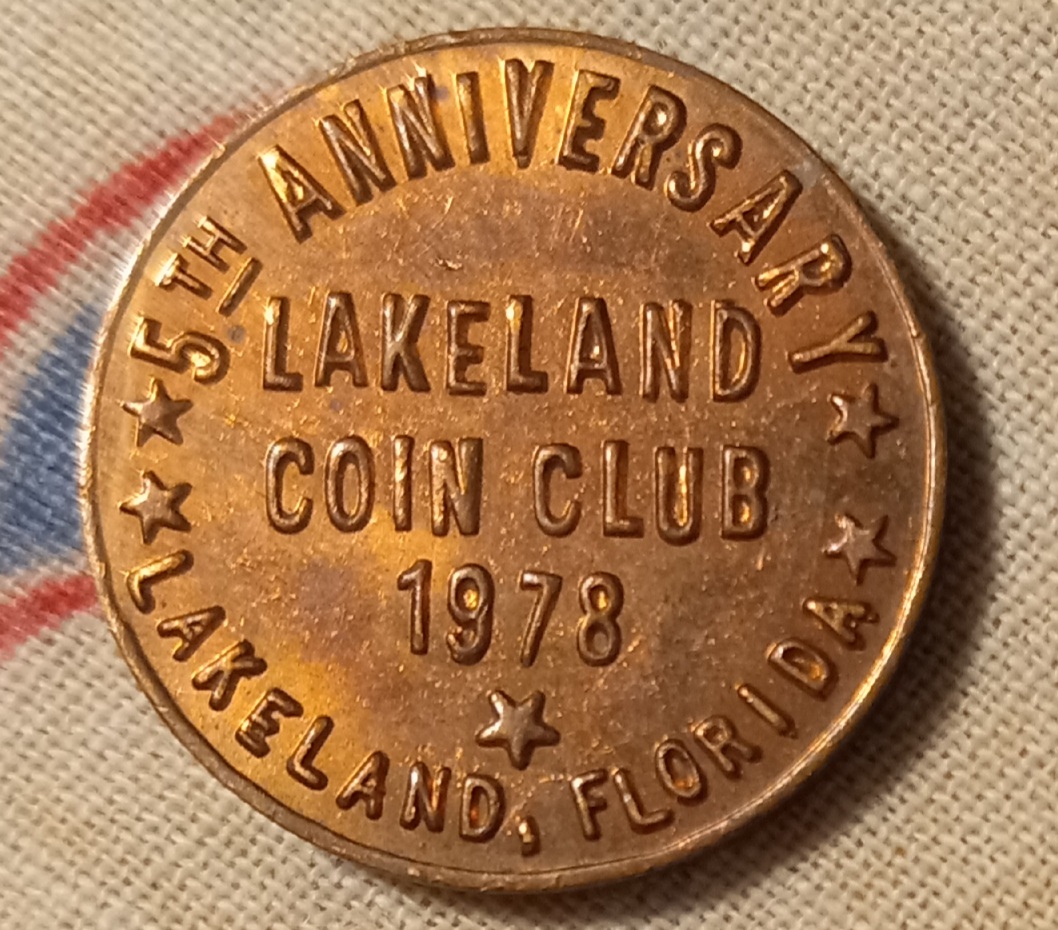 5TH ANNIVERSARY
LAKELAND
COIN CLUB
1978
LAKELAND, FLORIDA